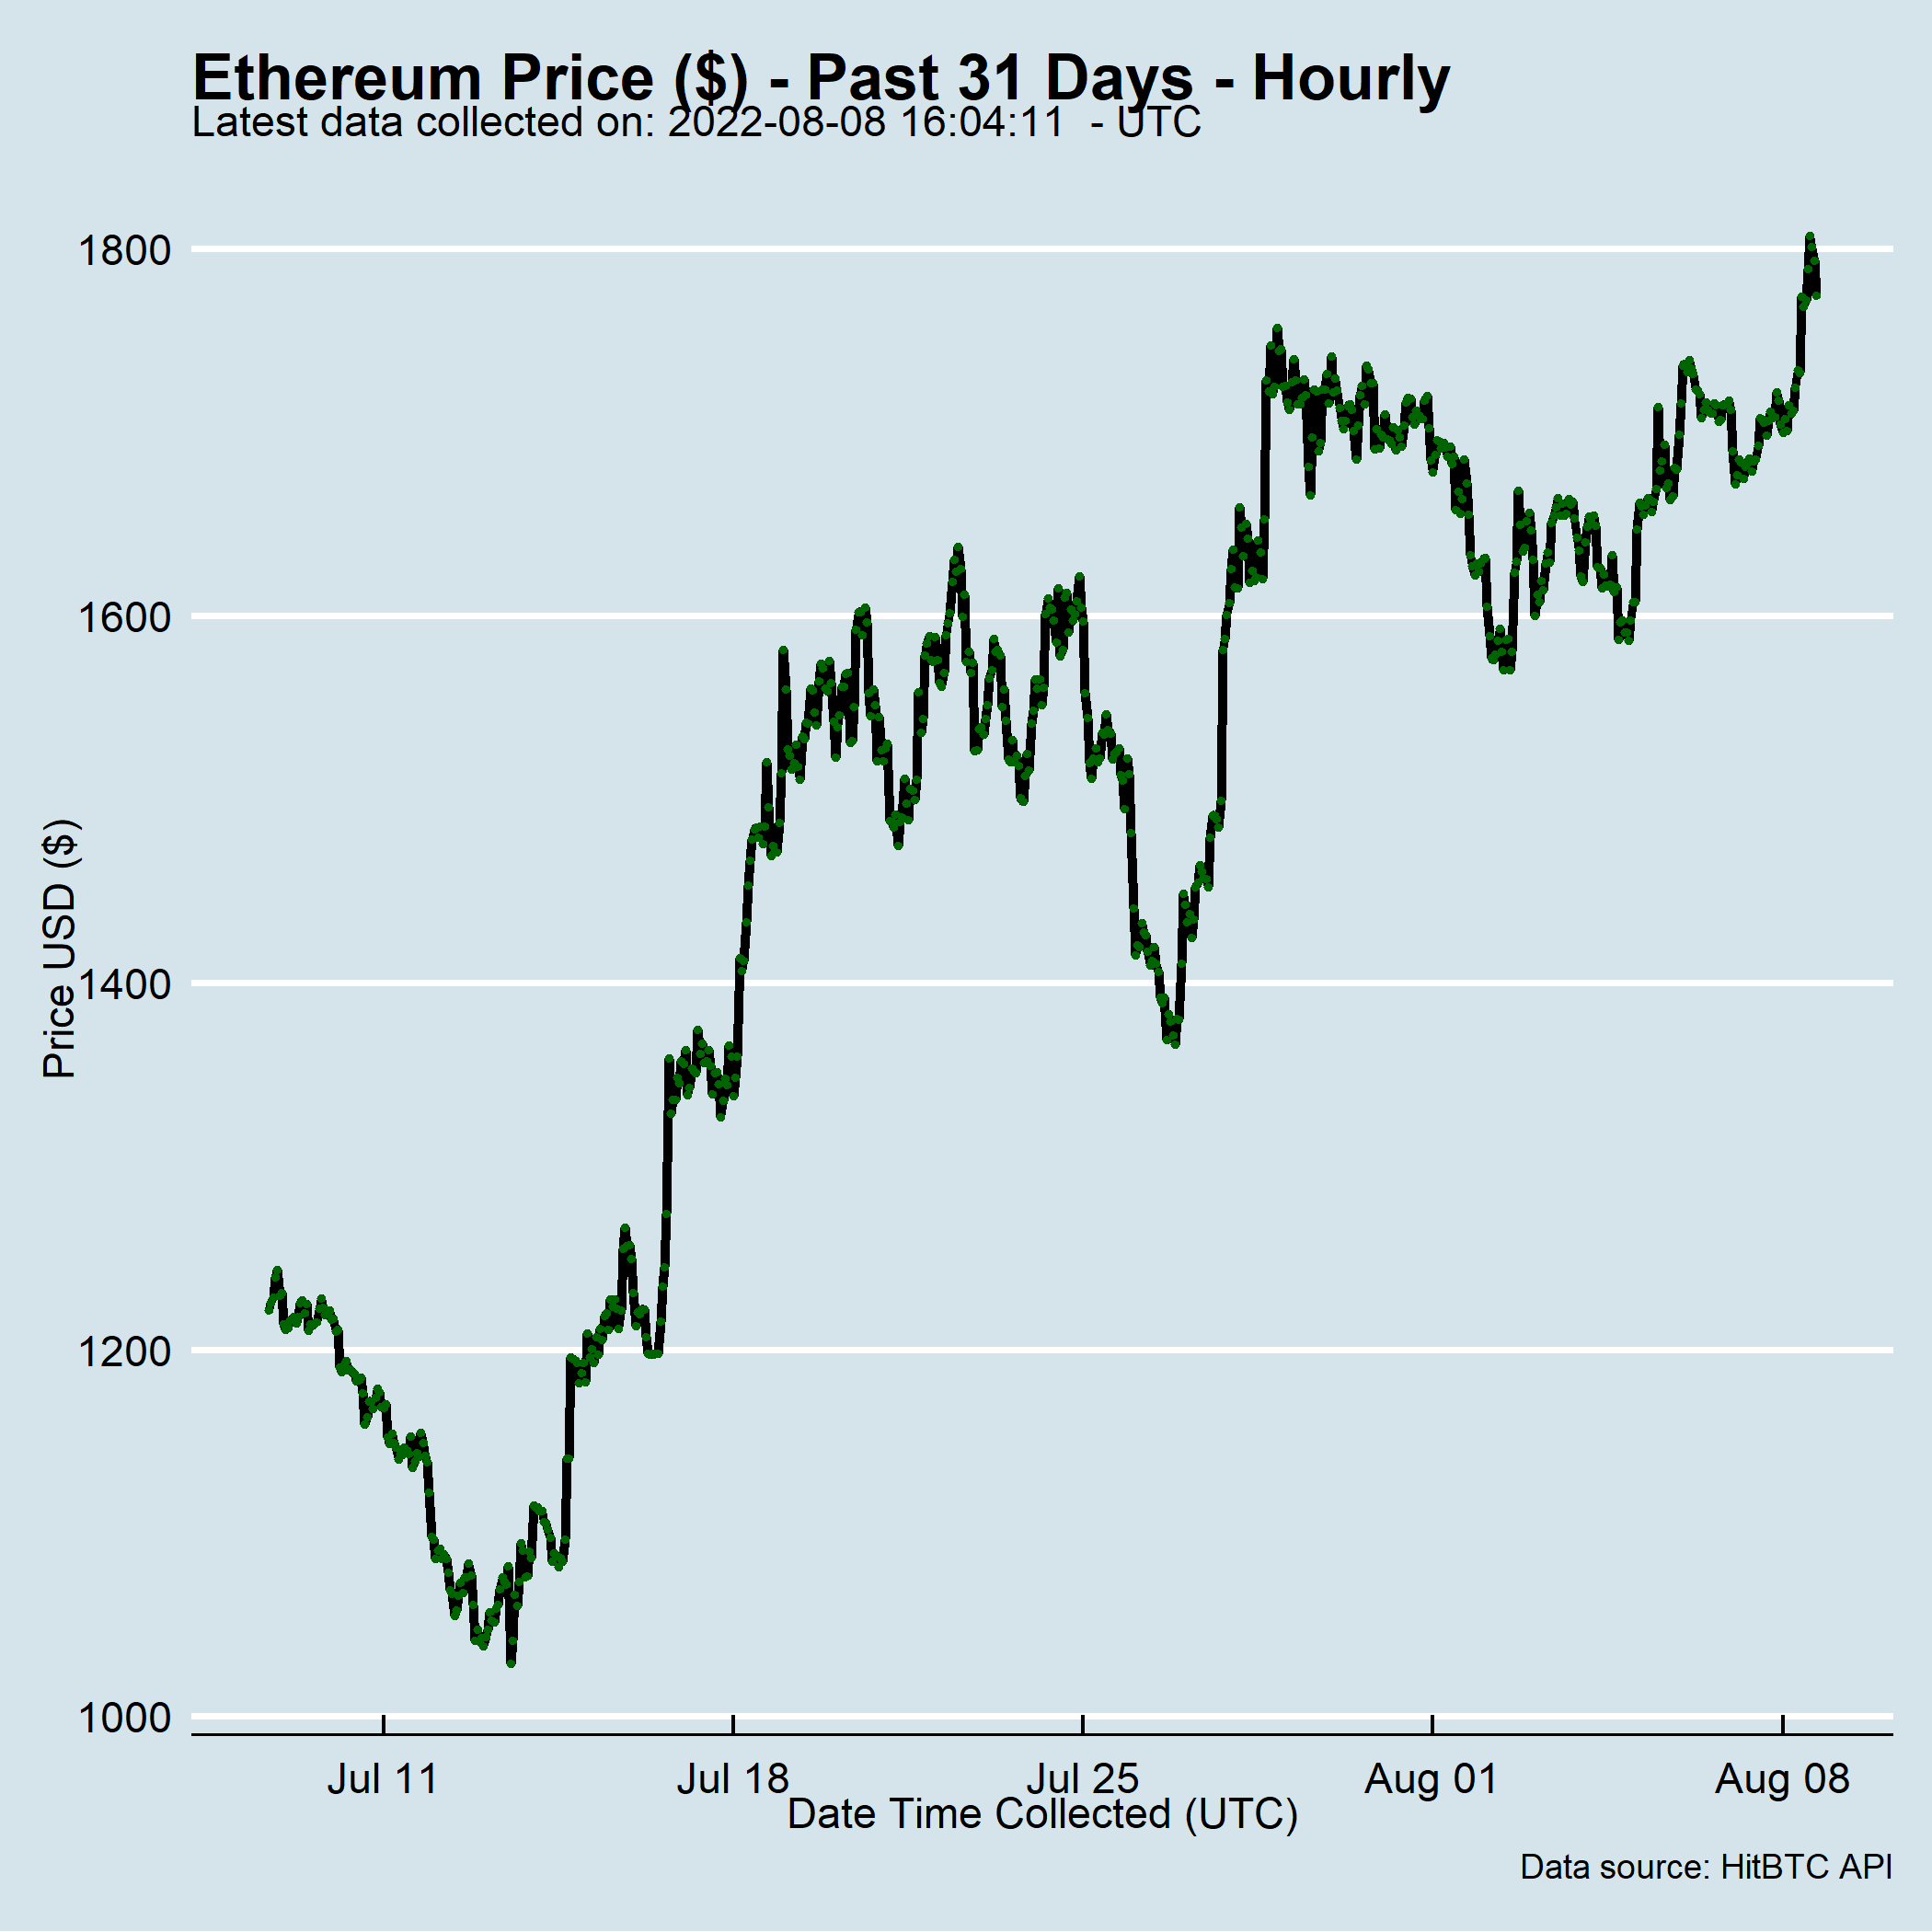 Ethereum Price ($) - Past 31 Days - Hourly
Latest data collected on: 2022-08-08 16:04:11  - UTC
1800
1600
1400
1200
1000
Price USD ($)
Jul 11
Jul 18
Jul 25
Aug 01
Aug 08
Date Time Collected (UTC)
Data source: HitBTC API